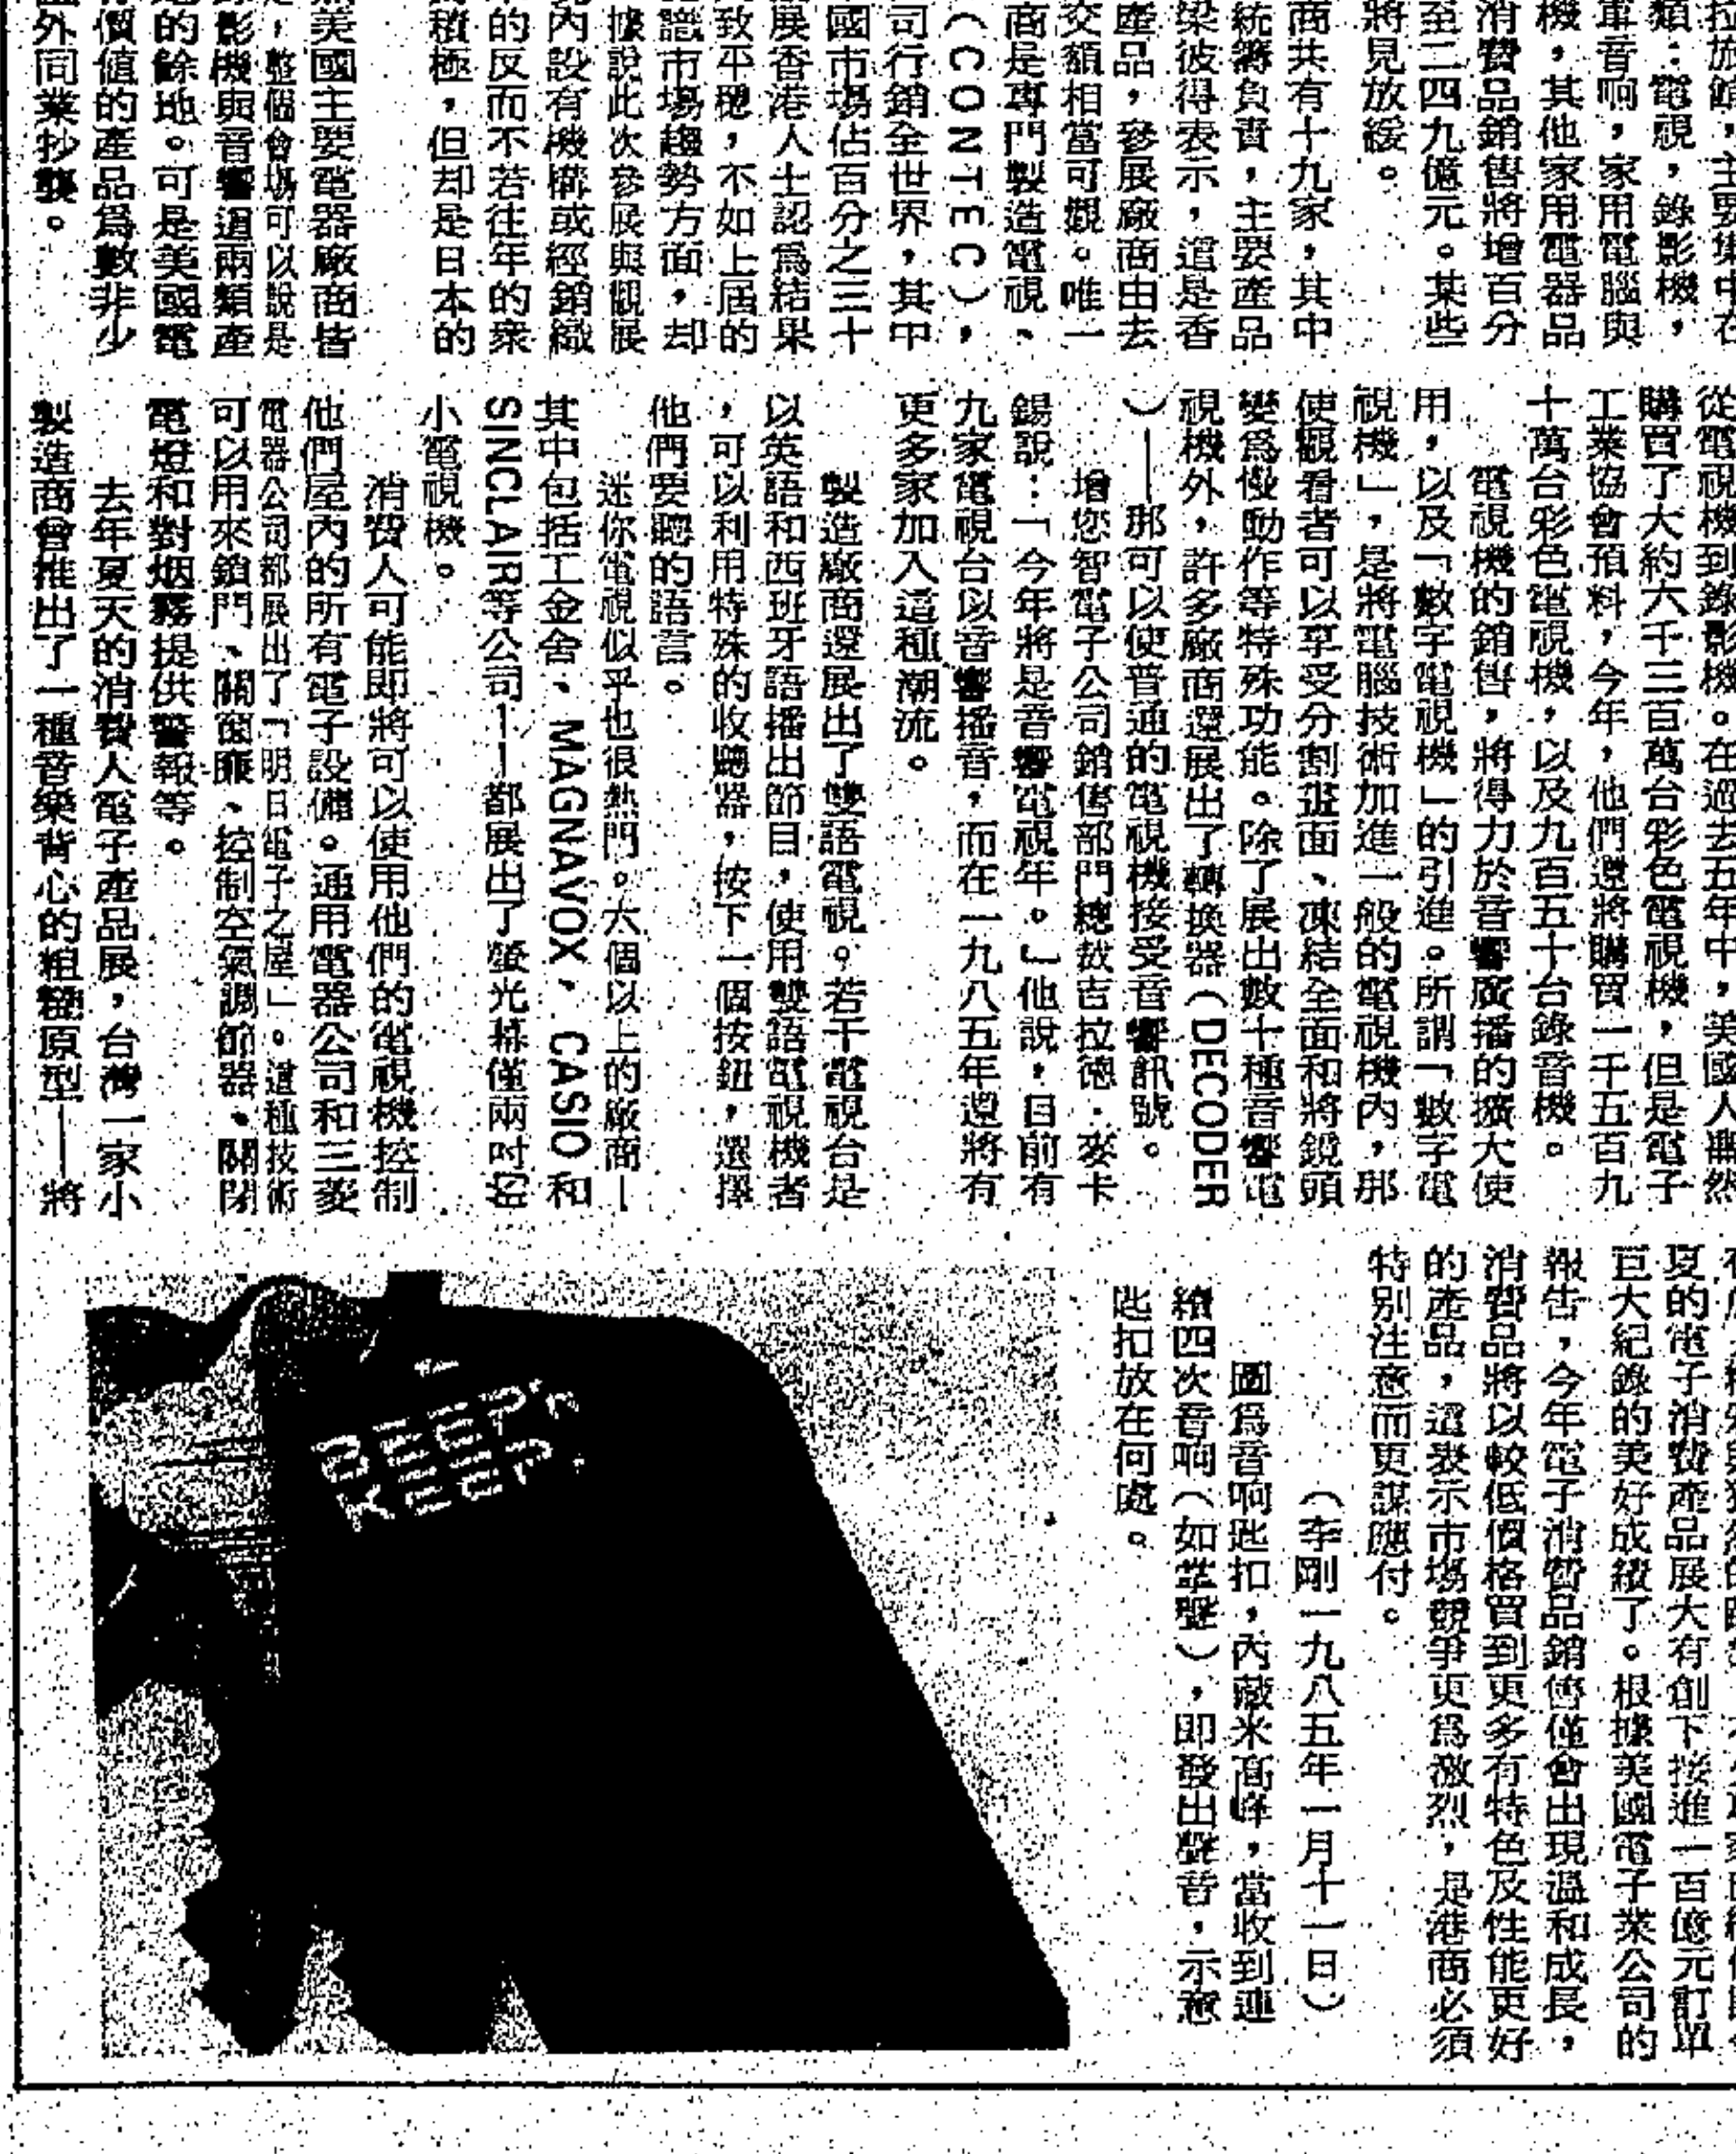 類：電視，錄影機，
車音响，家用電腦與
機，其他家用電器品
消費品銷售將增百分
至二四九億元。某些
將見放緩。
商共有十九家，其中
統籌負責，主要產品
梁彼得表示，這是香
產品，參展廠商由去
交額相當可觀。唯一
商是專門製造電視、
（CONTEC），
司行銷全世界，其中
國市場佔百分之三十
展香港人士認爲結果
致平穩，不如上屆的
識市場趨勢方面，却
據說此次參展與觀展
內設有機構或經銷織
的反而不若往年的衆
積極，但却是日本的
美國主要電器廠商皆
，整個會場可以說是
影機與音響這兩類產
的餘地。可是美國電
價值的產品爲數非少
外同業抄襲。
從電視機到錄影機。在過去五年中，美國人無然
購買了大約六千三百萬台彩色電視機，但是電子
工業協會預料，今年，他們還將購買一千五百九
十萬台彩色電視機，以及九百五十台錄音機。
電視機的銷售，將得力於音響廣播的擴大使
用，以及「數字電視機」的引進。所謂「數字電
視機」，是將電腦技術加進一般的電視機內，那
使觀看者可以享受分割畫面、凍結全面和將鏡頭
變爲慢動作等特殊功能。除了展出數十種音響電
視機外，許多廠商還展出了轉換器（DECODER
）——那可以使普通的電視機接受音響訊號。
增您智電子公司銷售部門總裁吉拉德．麥卡
錫說：「今年將是音響電視年。」他說，目前有
九家電視台以音響播音，而在一九八五年還將有
更多家加入這種潮流。
製造廠商還展出了雙語電視。若干電視台是
以英語和西班牙語播出節目，使用雙語電視機者
，可以利用特殊的收聽器，按下一個按鈕，選擇
他們要聽的語言。
迷你電視似乎也很熱門。六個以上的廠商—
其中包括工金舍、MAGNAVOX、CASIO和
SINCLAIR等公司——都展出了螢光幕僅兩吋的
小電視機。
消費人可能即將可以使用他們的電視機控制
他們屋內的所有電子設備。通用電器公司和三菱
電器公司都展出了「明日電子之屋」。這種技術
可以用來鎖門、關窗簾、控制空氣調節器、關閉
電燈和對烟霧提供警報等。
去年夏天的消費人電子產品展，台灣一家小
製造商會推出了一種音樂背心的粗糙原型——將
夏的電子消費產品展大有創下接進一百億元訂單
巨大紀錄的美好成績了。根據美國電子業公司的
報告，今年電子消費品銷售僅會出現溫和成長，
消費品將以較低價格買到更多有特色及性能更好
的產品，這表示市場競爭更爲激烈，是港商必須
特別注意而更謀應付。
（李剛一九八五年一月十一日）
圖爲音响匙扣，內藏米高峰，當收到連
續四次音响（如掌聲），即發出聲音，示意
匙扣放在何處。
BEEP'n
KEEP